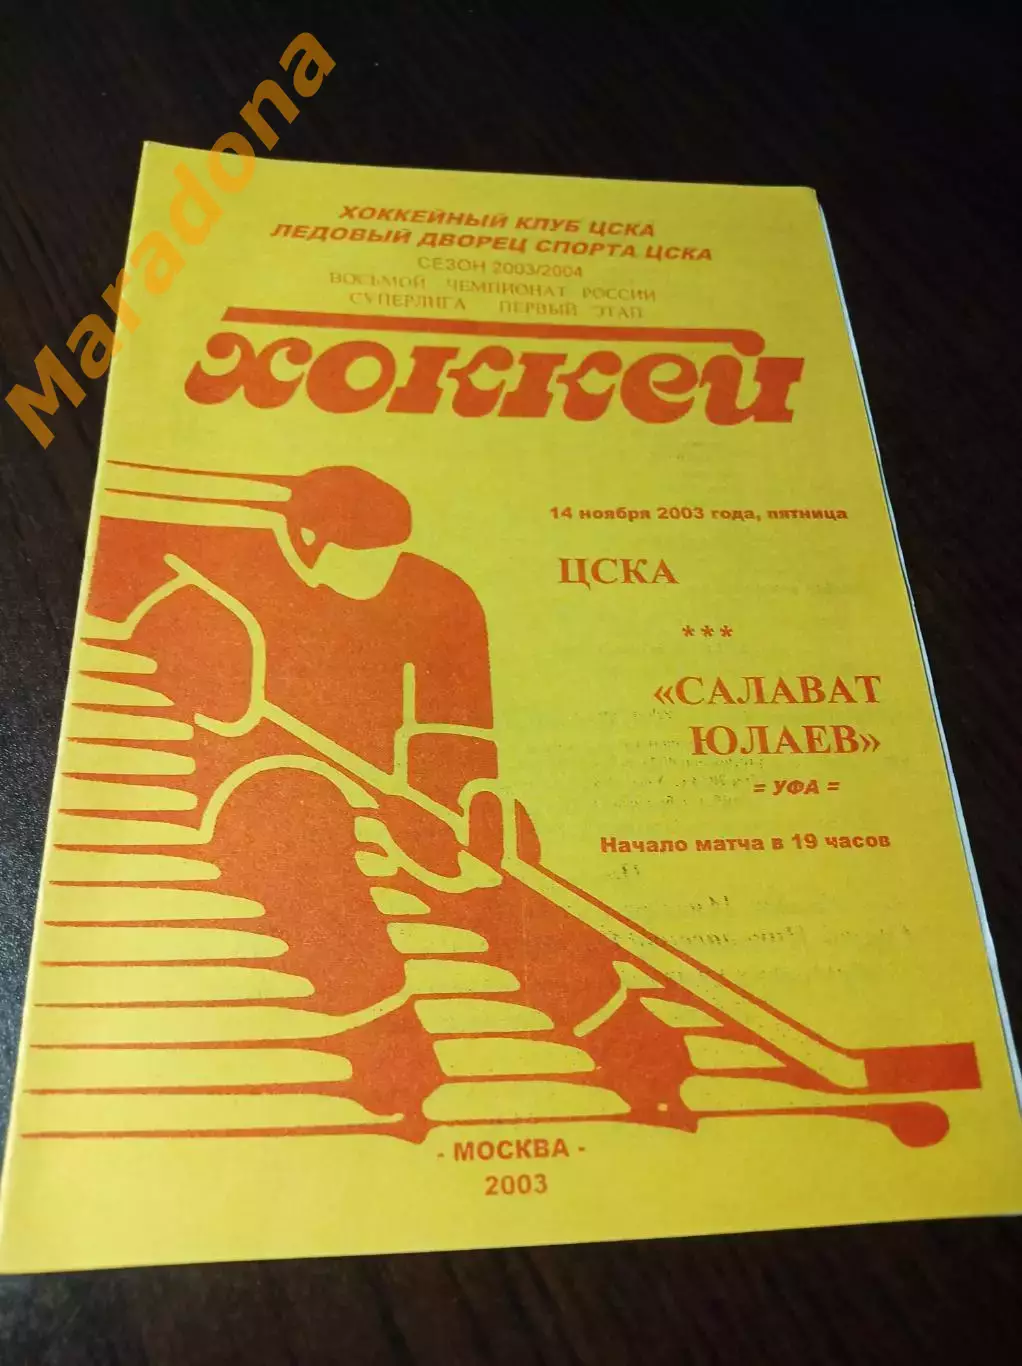 Maradona
ХОККЕЙНЫЙ КЛУБ ЦСКА
ЛЕДОВЫЙ ДВОРЕЦ СПОРТА ЦСКА
СЕЗОН 2003/2004
ВОСЬМОЙ ЧЕМПИОНАТ РОССИИ
СУПЕРЛИГА ПЕРВЫЙ ЭТАП
хоккей
14 ноября 2003 года, пятница
ЦСКА
***
«САЛАВАТ
ЮЛАЕВ»
= УФА =
Начало матча в 19 часов
- МОСКВА -
2003